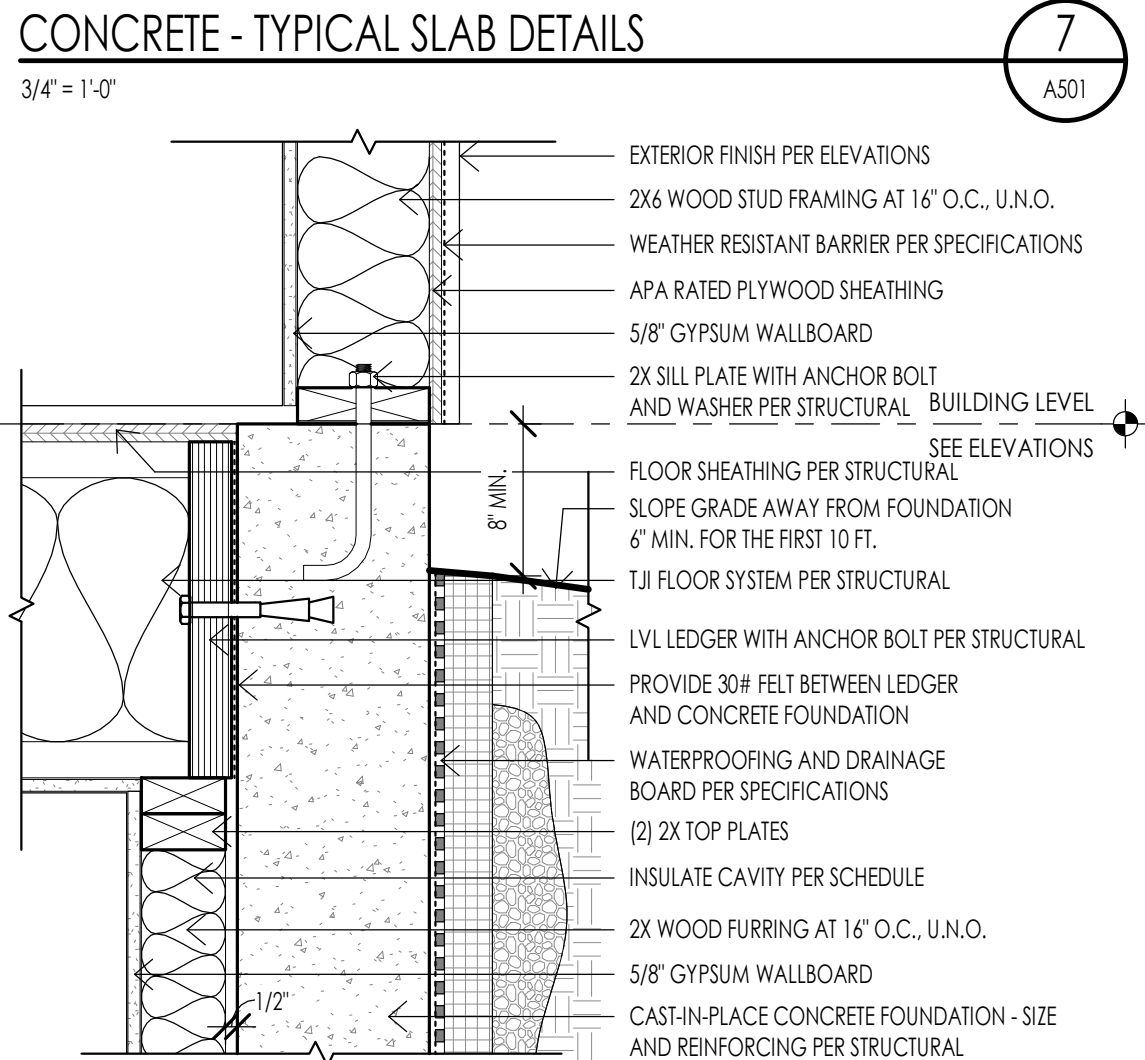 CONCRETE - TYPICAL SLAB DETAILS
7
3/4" = 1'-0"
A501
EXTERIOR FINISH PER ELEVATIONS
2X6 WOOD STUD FRAMING AT 16" O.C., U.N.O.
WEATHER RESISTANT BARRIER PER SPECIFICATIONS
APA RATED PLYWOOD SHEATHING
5/8" GYPSUM WALLBOARD
2X SILL PLATE WITH ANCHOR BOLT
AND WASHER PER STRUCTURAL
BUILDING LEVEL
SEE ELEVATIONS
FLOOR SHEATHING PER STRUCTURAL
8" MIN.
SLOPE GRADE AWAY FROM FOUNDATION
6" MIN. FOR THE FIRST 10 FT.
TJI FLOOR SYSTEM PER STRUCTURAL
LVL LEDGER WITH ANCHOR BOLT PER STRUCTURAL
PROVIDE 30# FELT BETWEEN LEDGER
AND CONCRETE FOUNDATION
WATERPROOFING AND DRAINAGE
BOARD PER SPECIFICATIONS
(2) 2X TOP PLATES
INSULATE CAVITY PER SCHEDULE
2X WOOD FURRING AT 16" O.C., U.N.O.
5/8" GYPSUM WALLBOARD
1/2"
CAST-IN-PLACE CONCRETE FOUNDATION - SIZE
AND REINFORCING PER STRUCTURAL